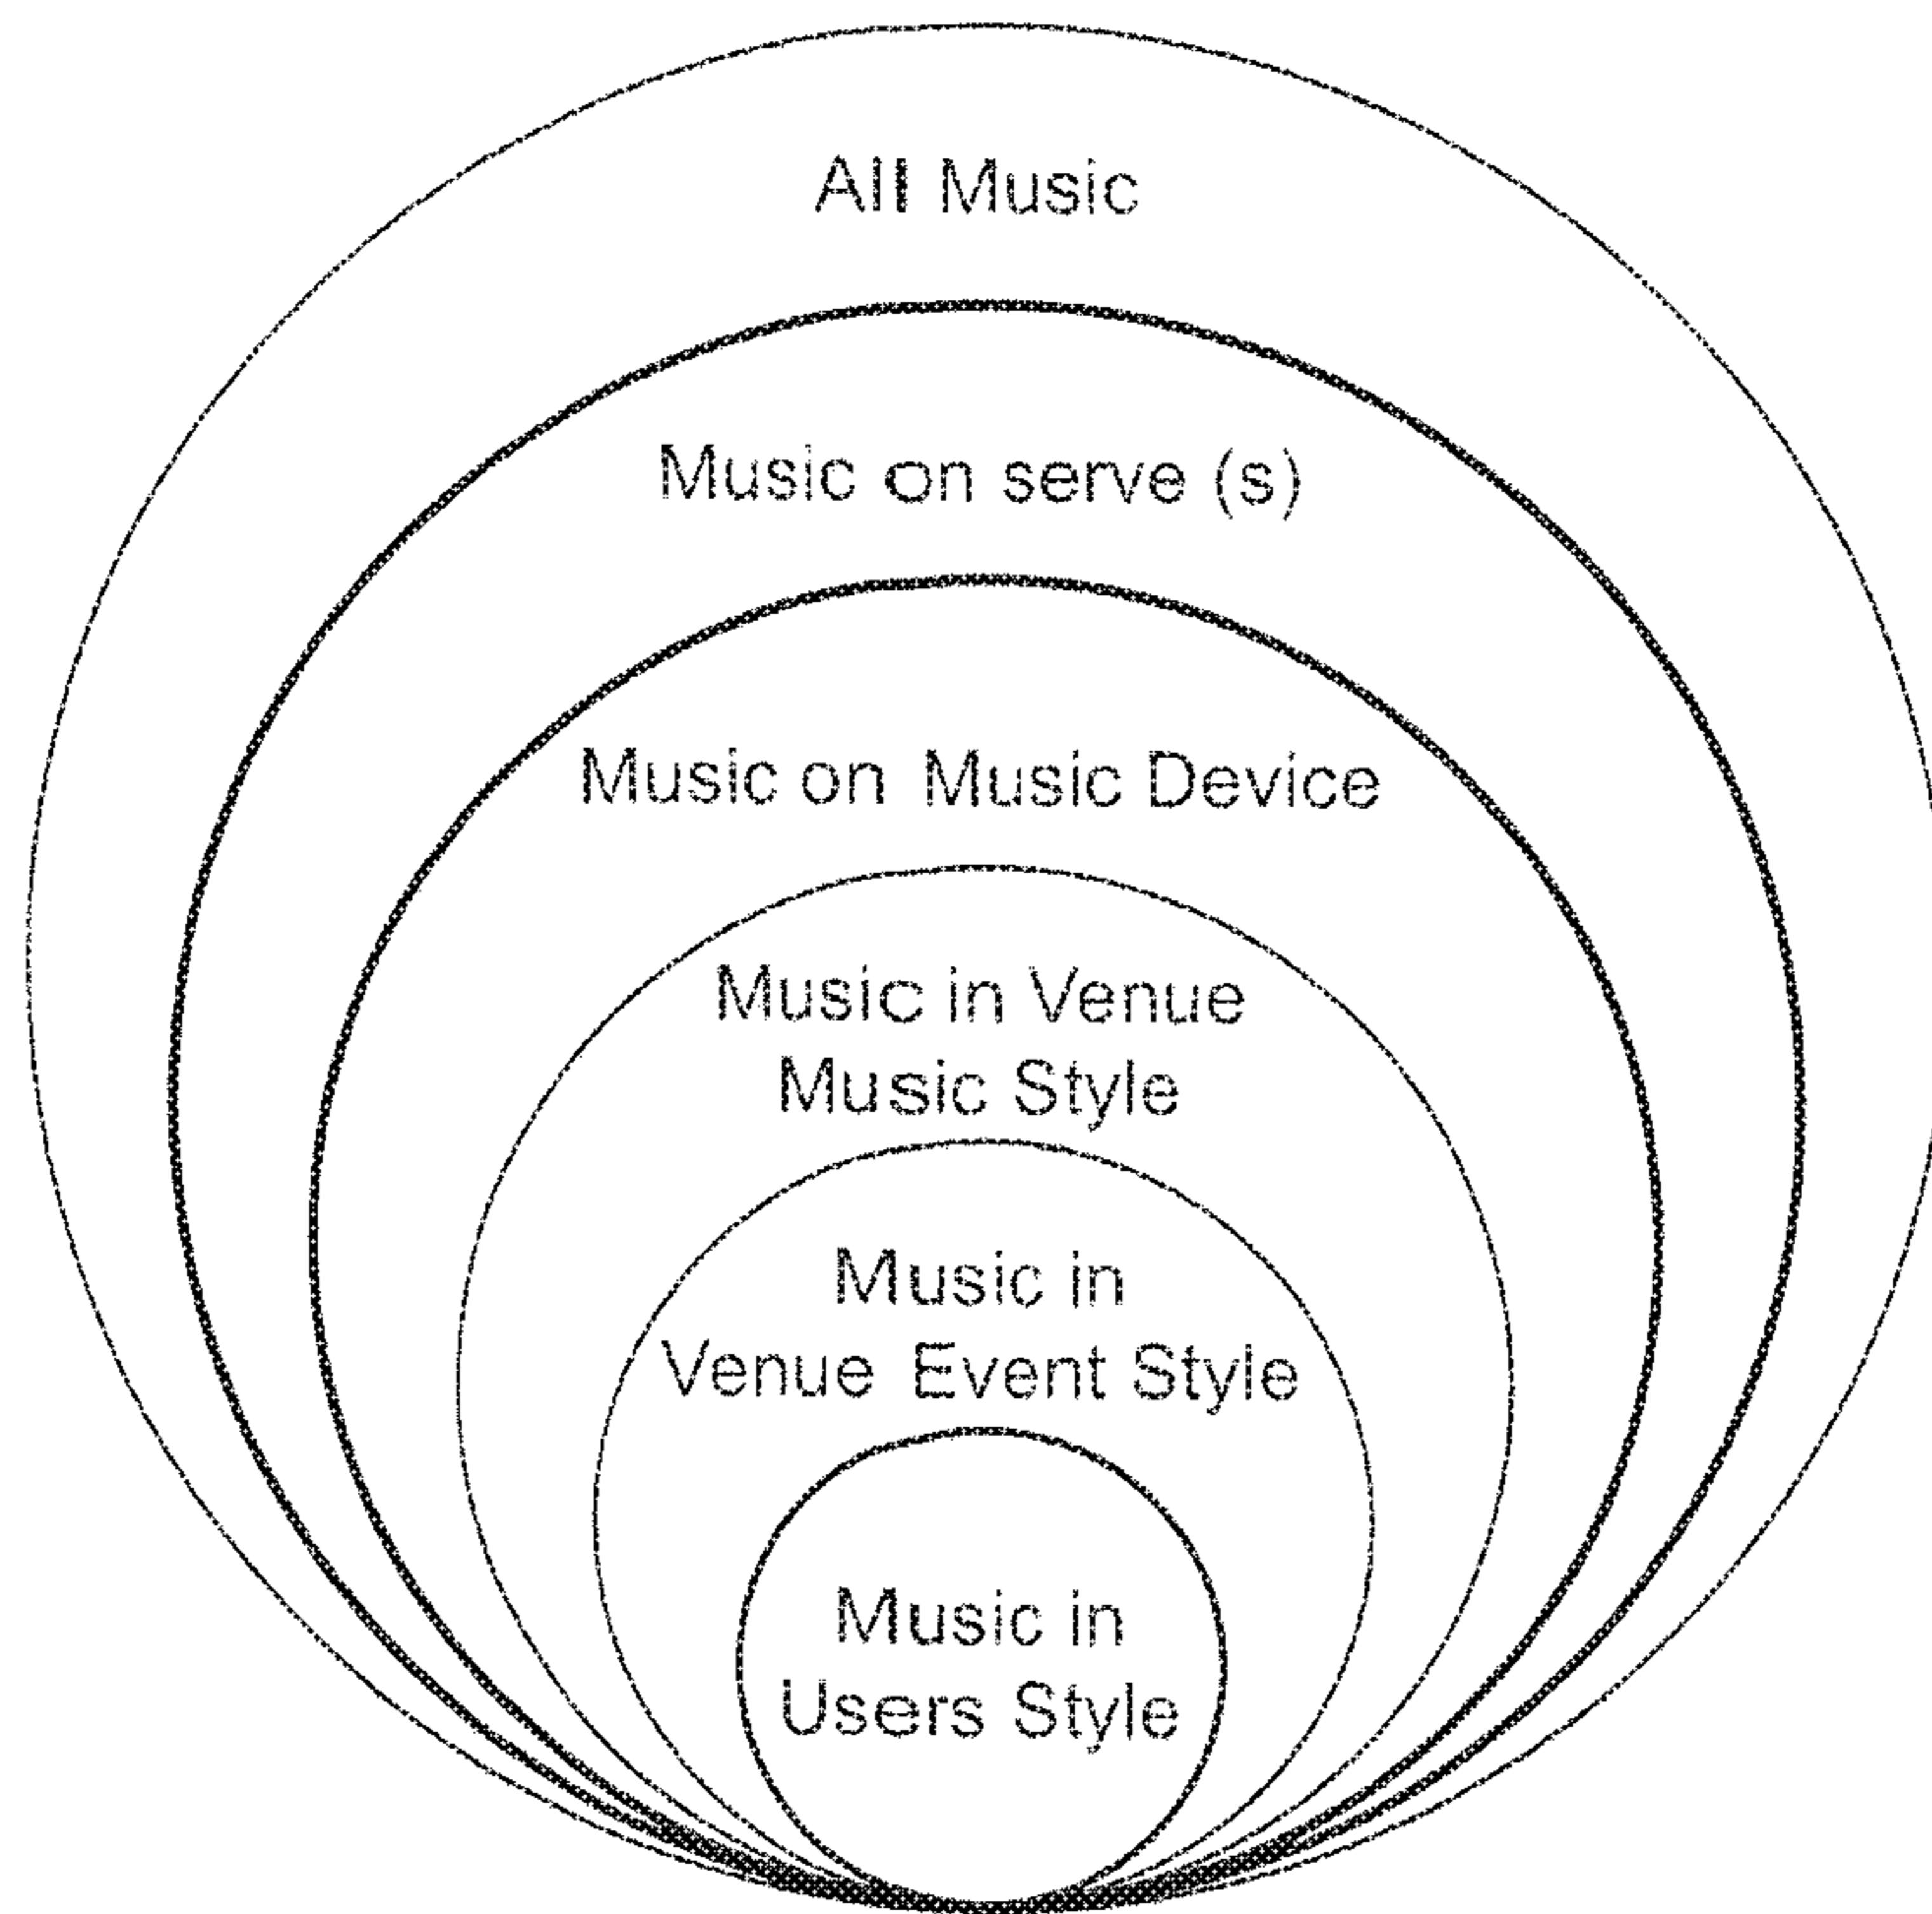 All Music
Music on serve (s)
Music on Music Device
Music in Venue
Music Style
Music in
Venue Event Style
Music in
Users Style